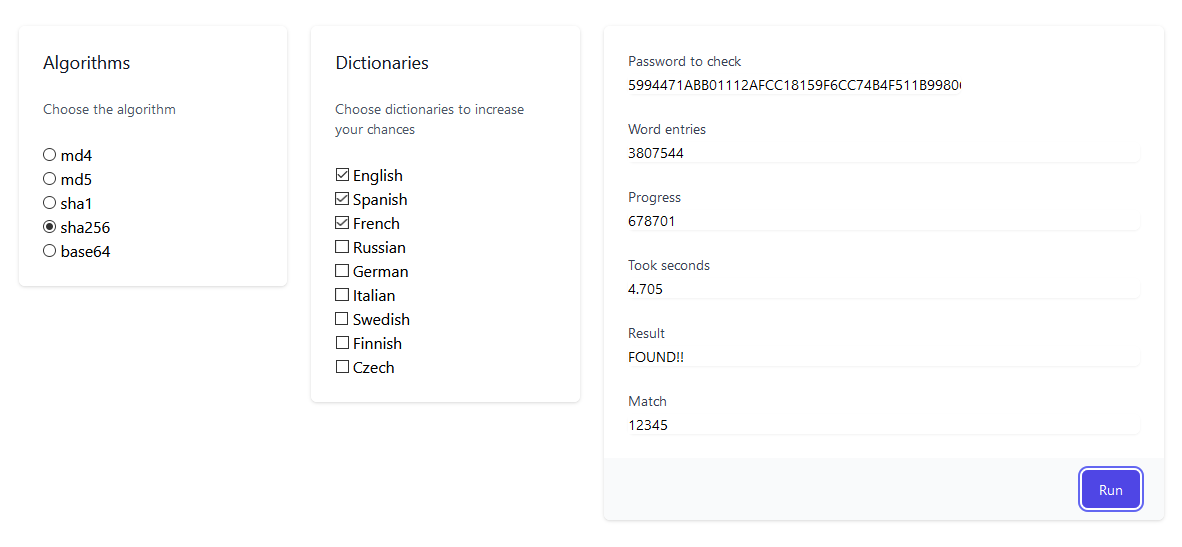 Algorithms
Choose the algorithm
md4
md5
sha1
sha256
base64
Dictionaries
Choose dictionaries to increase
your chances
English
Spanish
French
Russian
German
Italian
Swedish
Finnish
Czech
Password to check
5994471ABB01112AFCC18159F6CC74B4F511B9980
Word entries
3807544
Progress
678701
Took seconds
4.705
Result
FOUND!!
Match
12345
Run